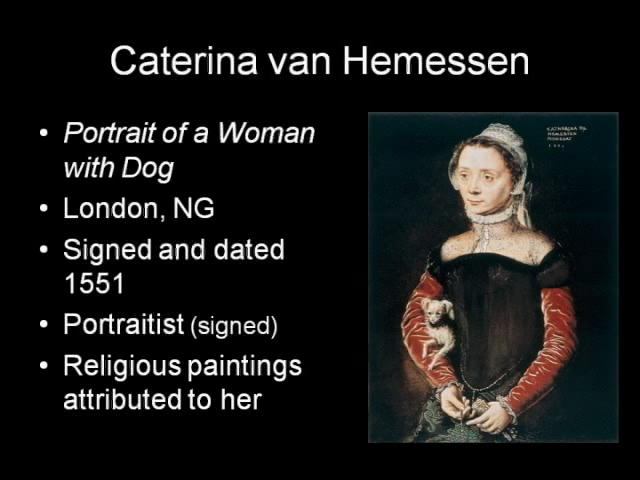 Caterina van Hemessen
• Portrait of a Woman
with Dog
• London, NG
• Signed and dated
1551
• Portraitist (signed)
• Religious paintings
attributed to her